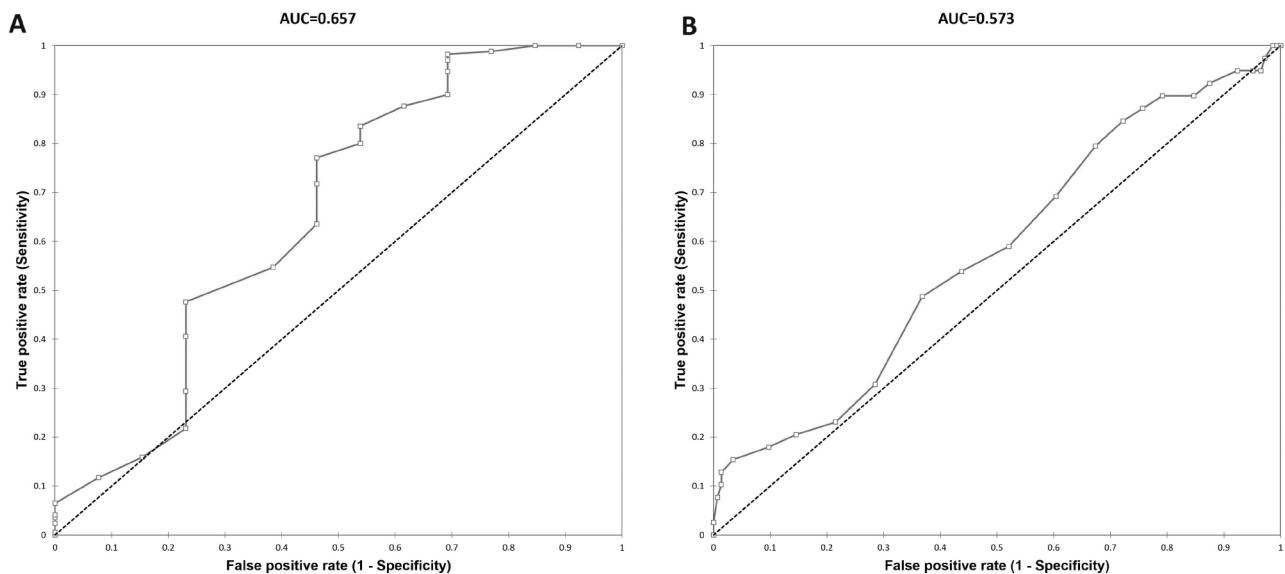 A
AUC=0.657
True positive rate (Sensitivity)
1
0.9
0.8
0.7
0.6
0.5
0.4
0.3
0.2
0.1
0
0 0.1 0.2 0.3 0.4 0.5 0.6 0.7 0.8 0.9 1
False positive rate (1 - Specificity)
B
AUC=0.573
True positive rate (Sensitivity)
1
0.9
0.8
0.7
0.6
0.5
0.4
0.3
0.2
0.1
0
0 0.1 0.2 0.3 0.4 0.5 0.6 0.7 0.8 0.9 1
False positive rate (1 - Specificity)